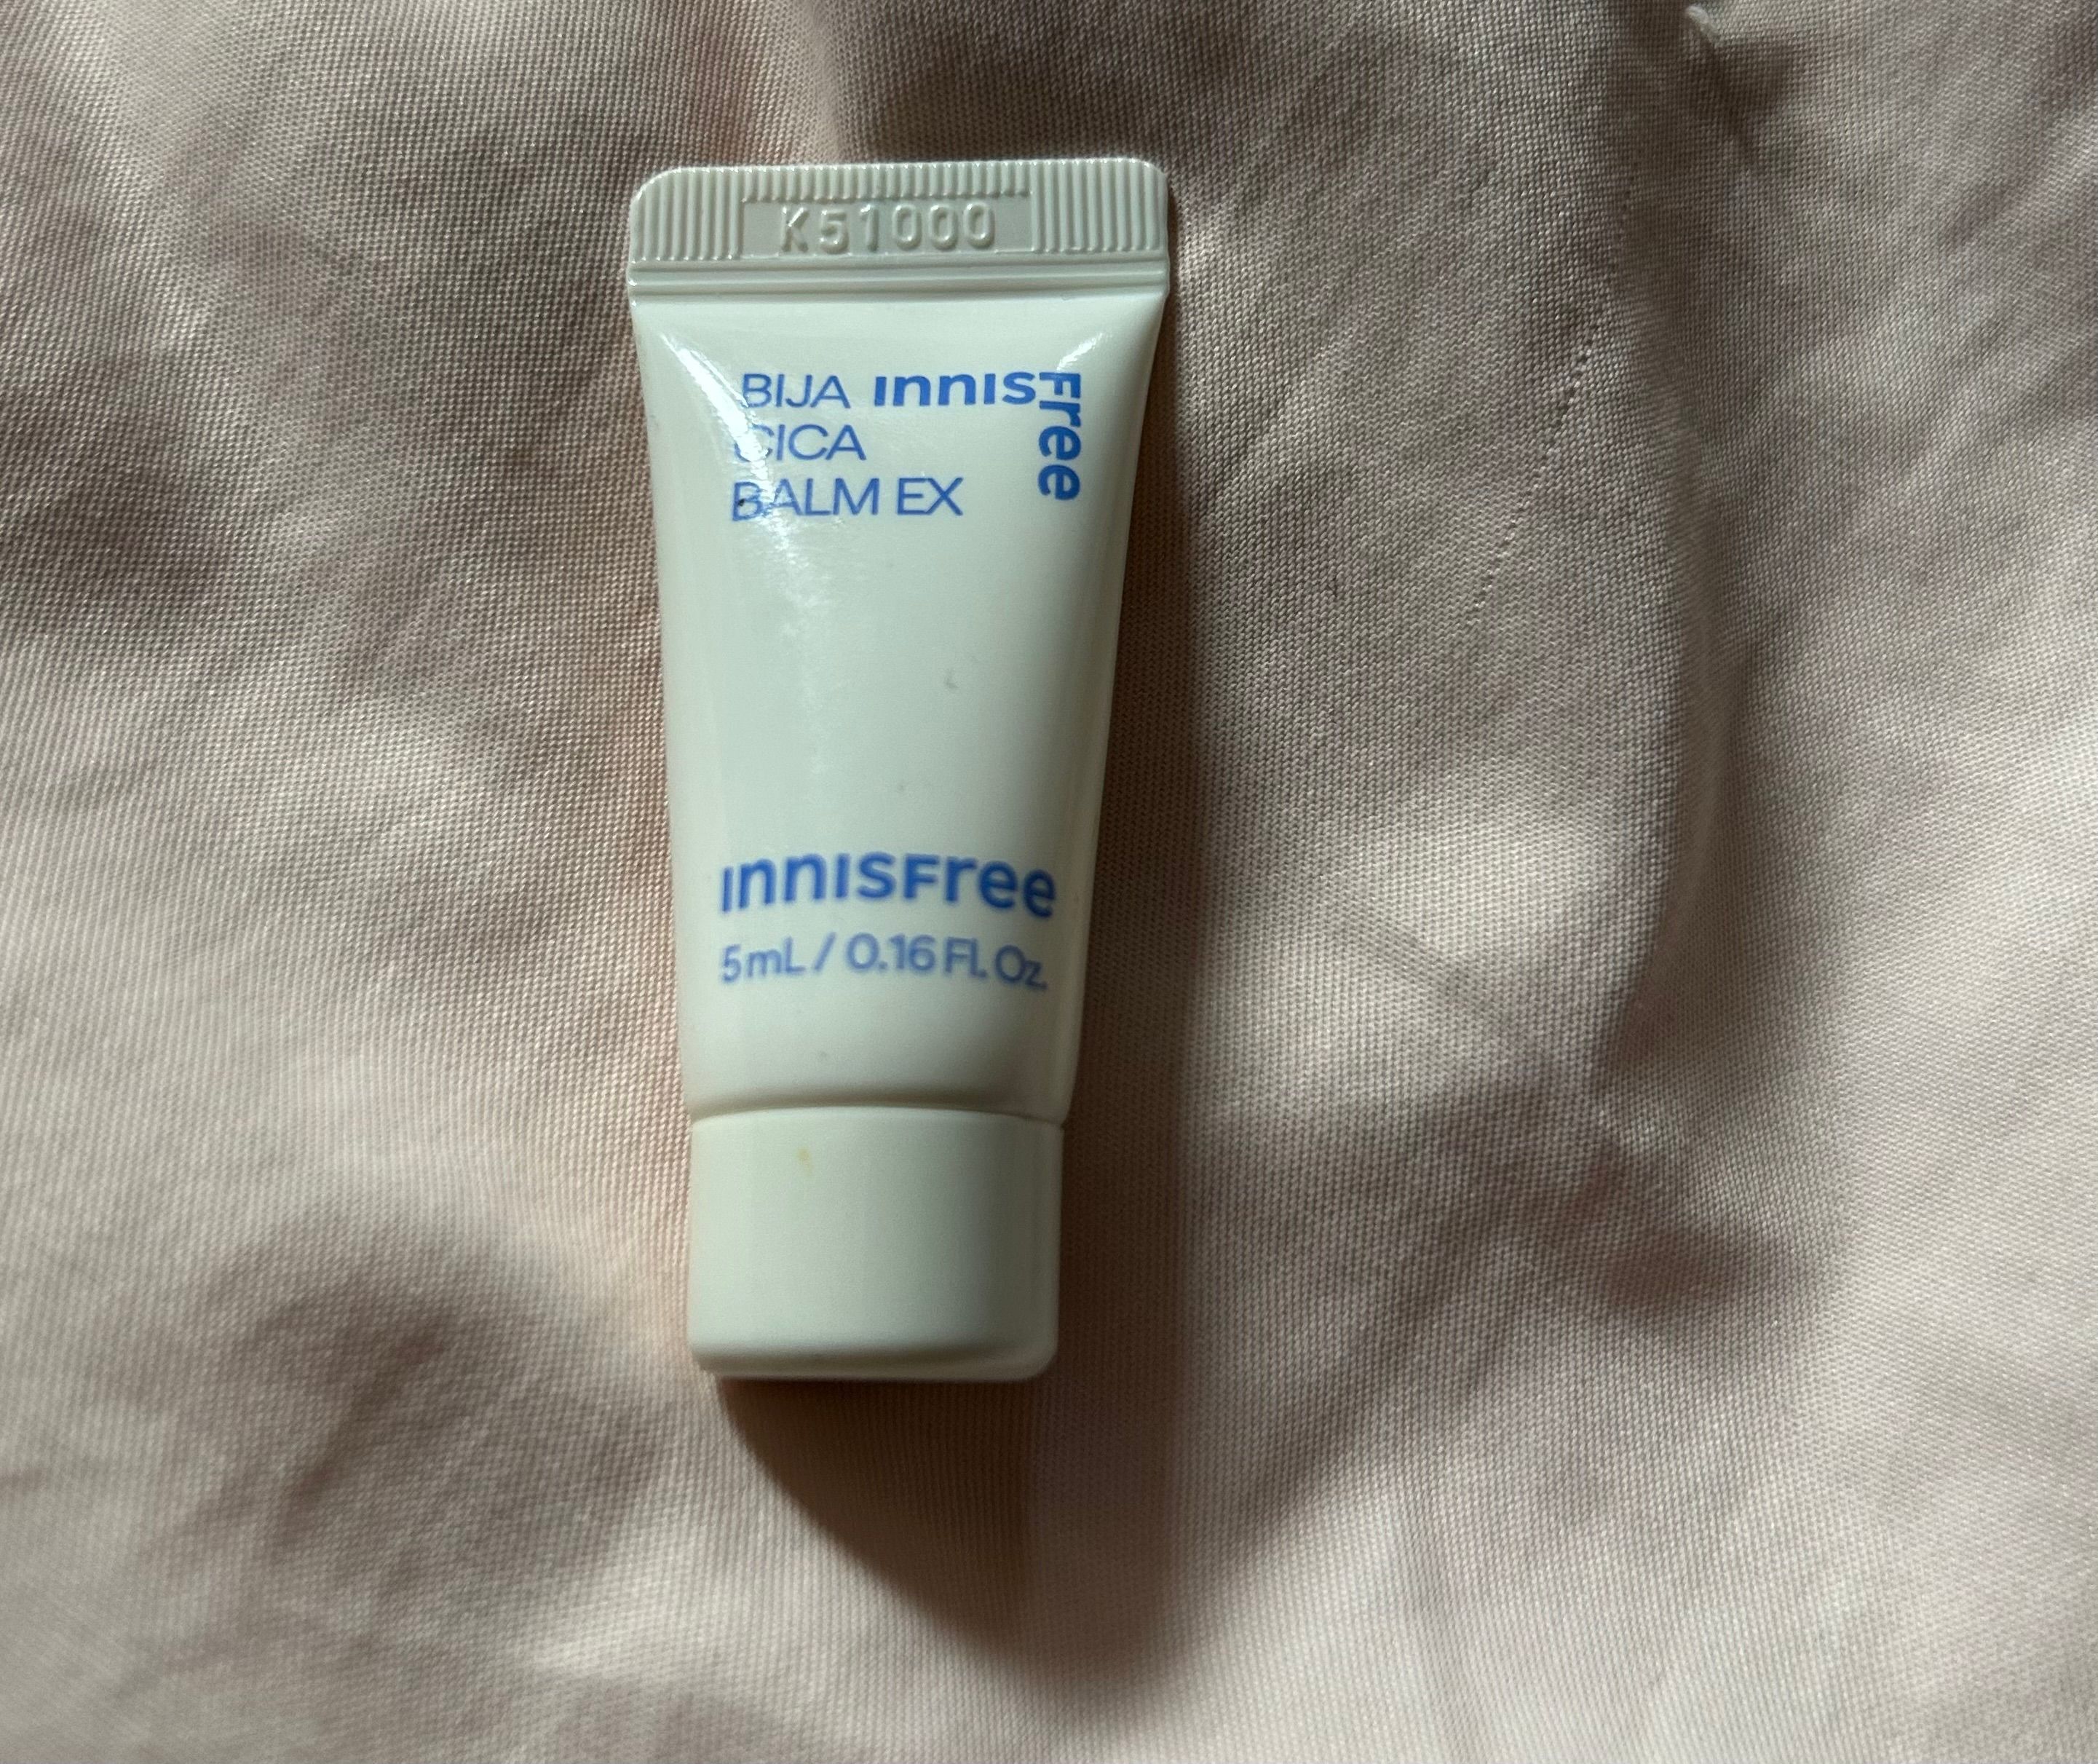 K51000
BIJA innisFree
CICA
BALM EX
innisFree
5mL / 0.16 Fl. Oz.